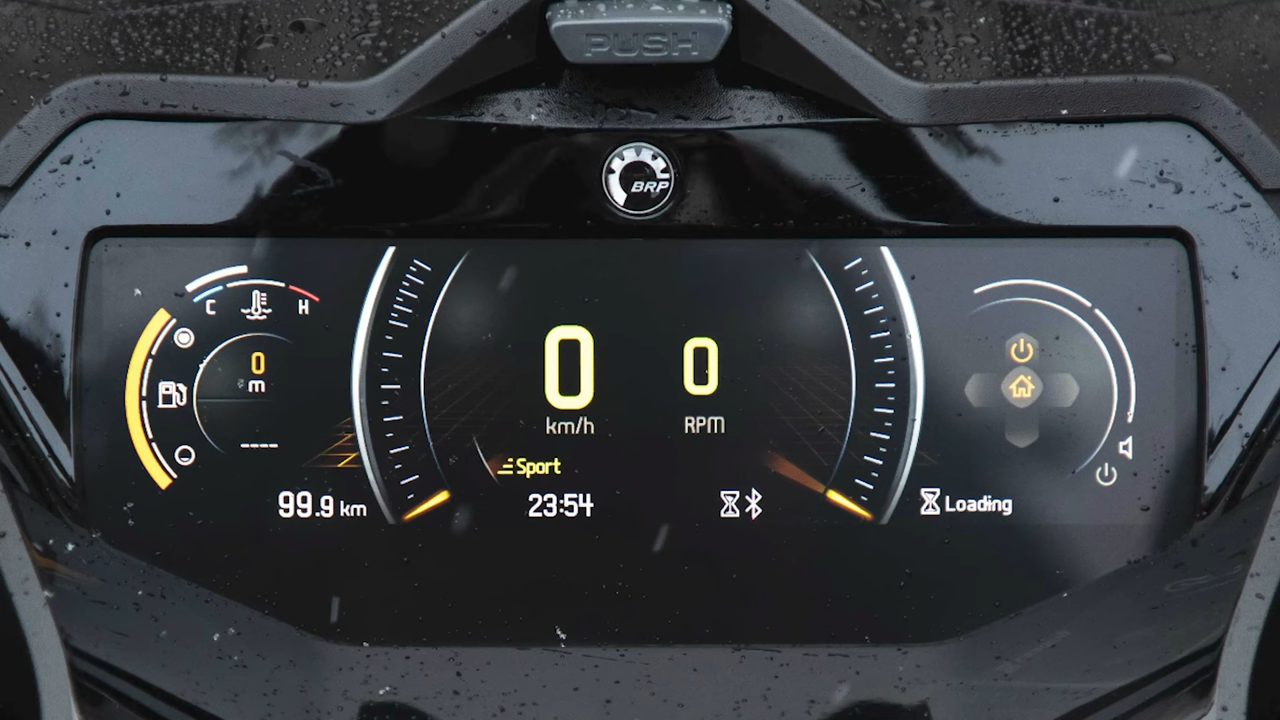 PUSH
BRP
C H
0
m
----
0
km/h
0
RPM
Sport
99.9 km
23:54
Loading